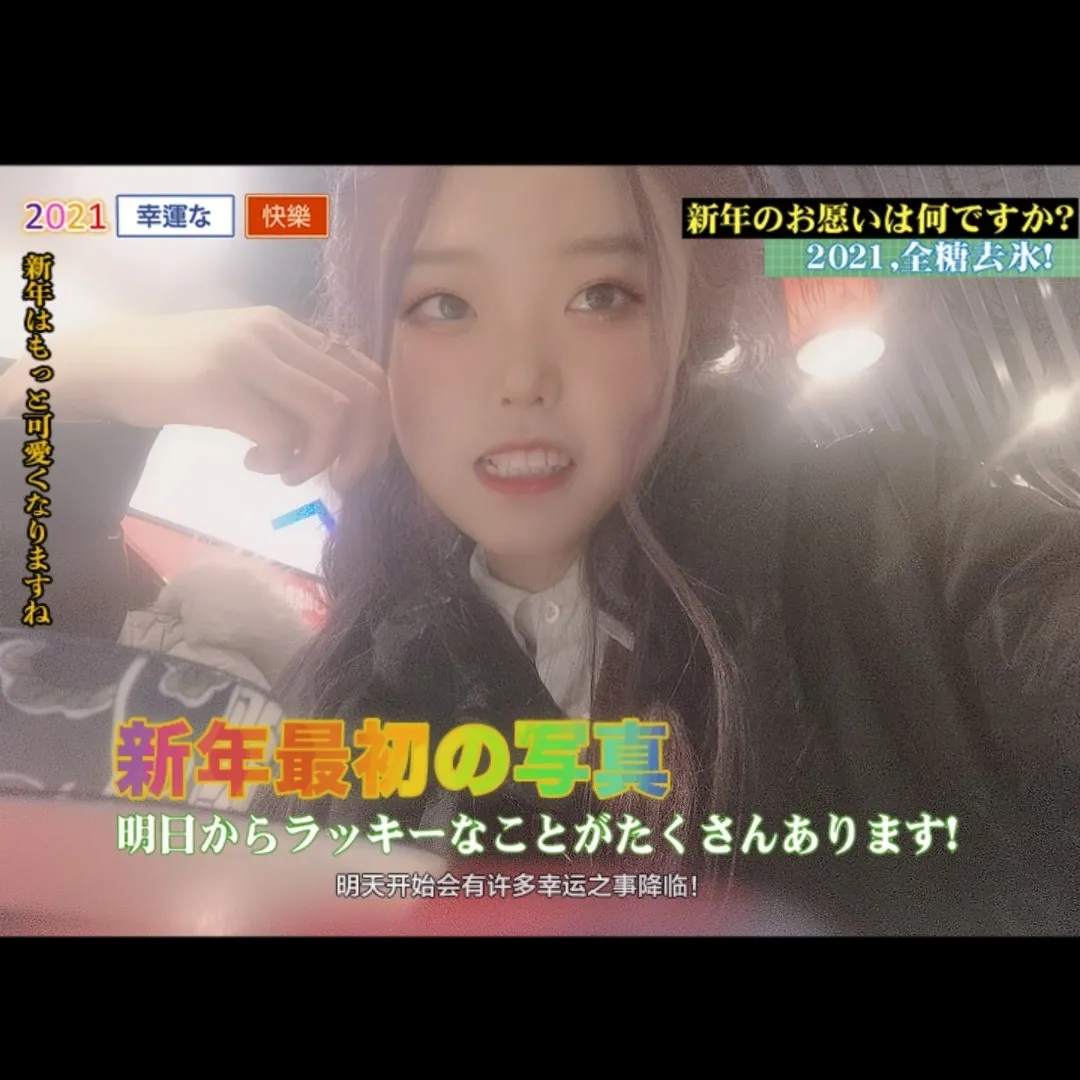 2021 幸運な 快樂
新年のお愿いは何ですか?
2021,全糖去氷!
新年はもっと可愛くなりますね
新年最初の写真
明日からラッキーなことがたくさんあります!
明天开始会有许多幸运之事降临!